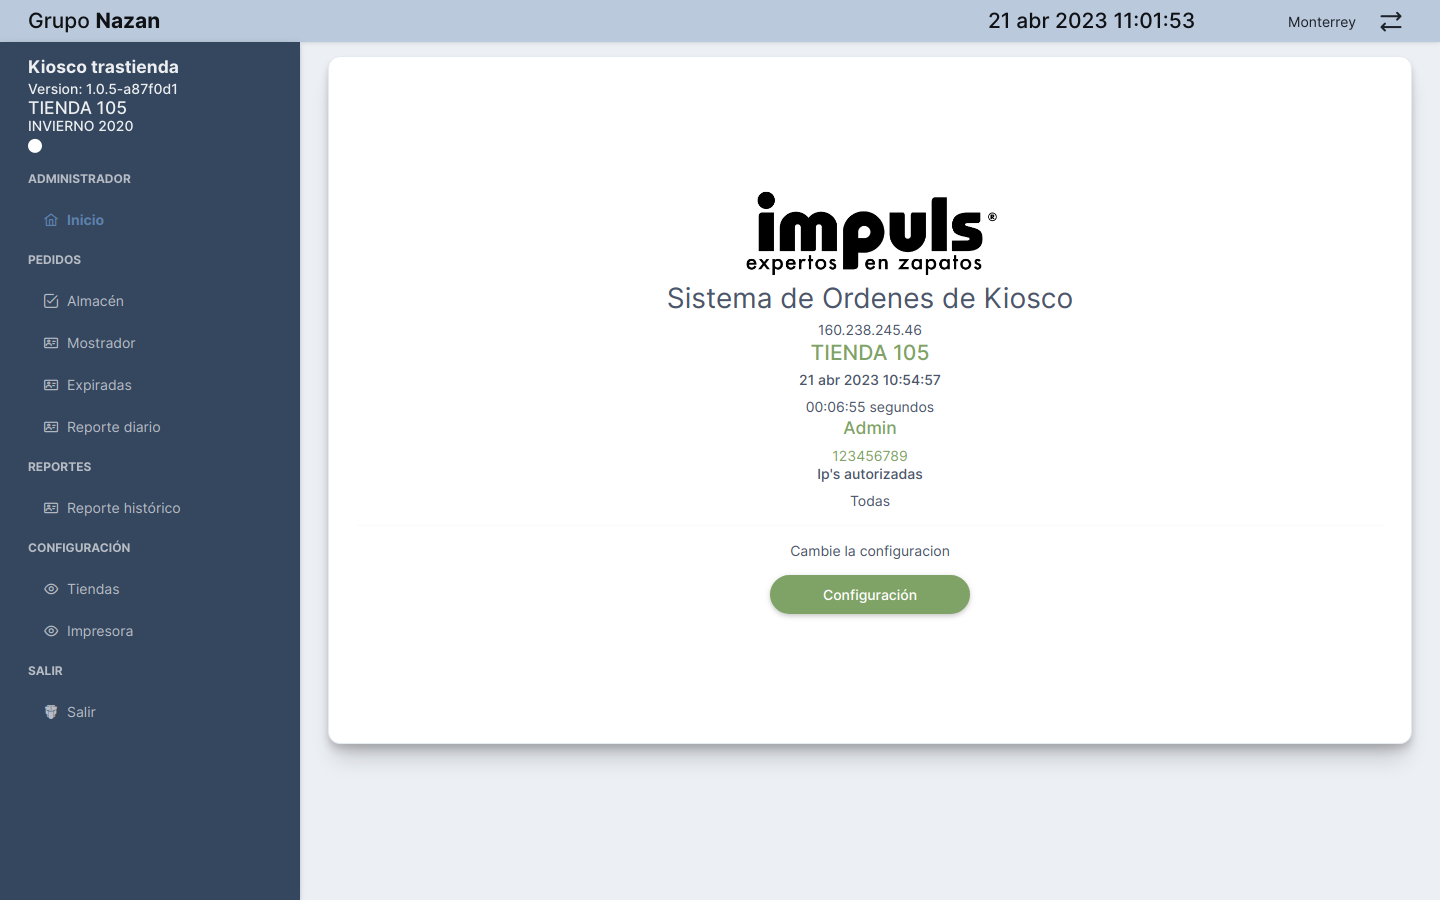 Grupo Nazan
21 abr 2023 11:01:53
Monterrey
Kiosco trastienda
Version: 1.0.5-a87f0d1
TIENDA 105
INVIERNO 2020
ADMINISTRADOR
Inicio
PEDIDOS
Almacén
Mostrador
Expiradas
Reporte diario
REPORTES
Reporte histórico
CONFIGURACIÓN
Tiendas
Impresora
SALIR
Salir
impuls®
expertos en zapatos
Sistema de Ordenes de Kiosco
160.238.245.46
TIENDA 105
21 abr 2023 10:54:57
00:06:55 segundos
Admin
123456789
Ip's autorizadas
Todas
Cambie la configuracion
Configuración